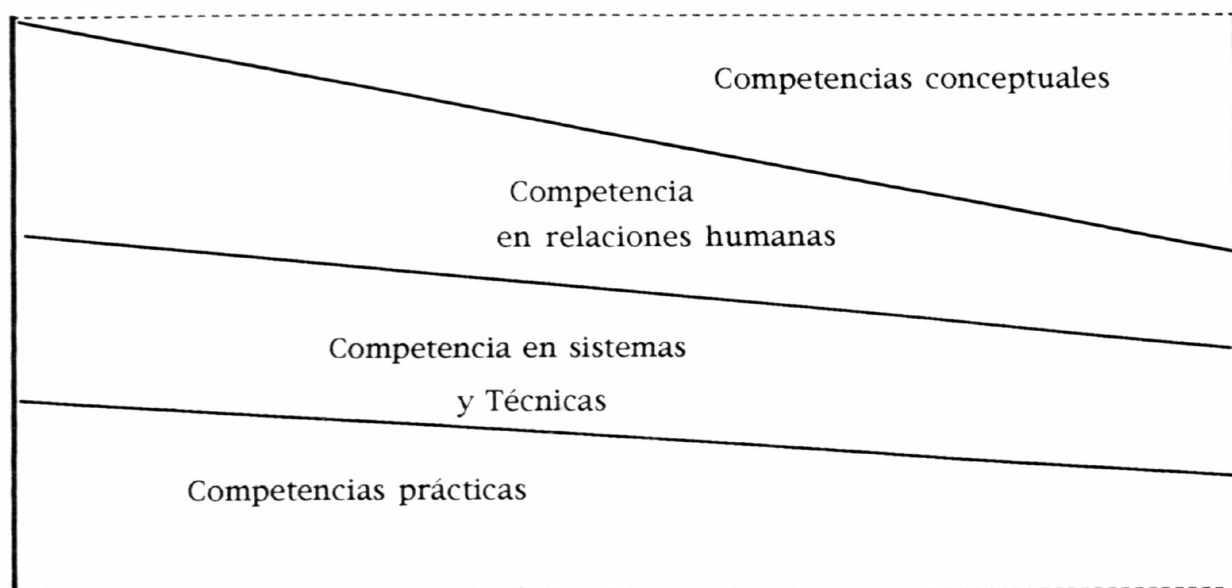 Competencias conceptuales
Competencia
en relaciones humanas
Competencia en sistemas
y Técnicas
Competencias prácticas